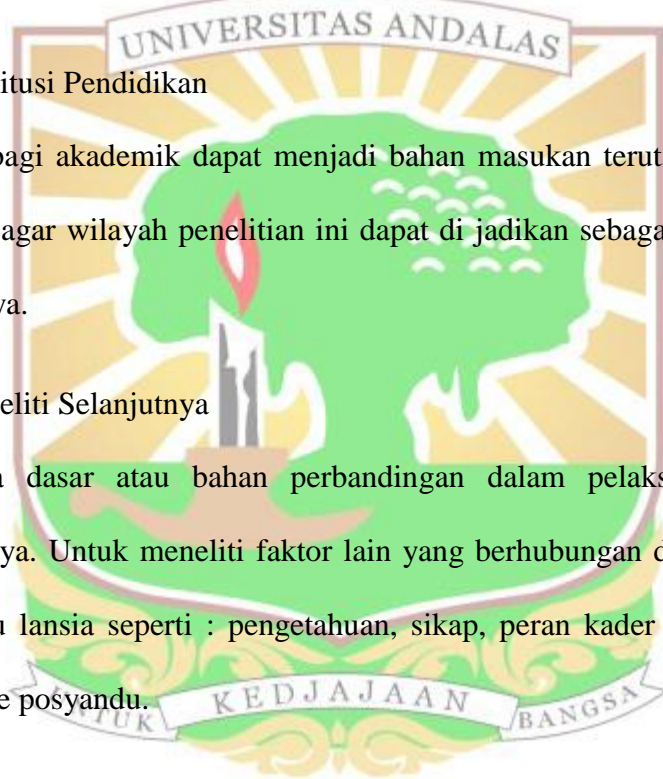 UNIVERSITAS ANDALAS
itusi Pendidikan
bagi akademik dapat menjadi bahan masukan terut
agar wilayah penelitian ini dapat di jadikan sebaga
ya.
eliti Selanjutnya
a dasar atau bahan perbandingan dalam pelaks
ya. Untuk meneliti faktor lain yang berhubungan d
u lansia seperti : pengetahuan, sikap, peran kader
e posyandu.
UNTUK KEDJAJAAN BANGSA